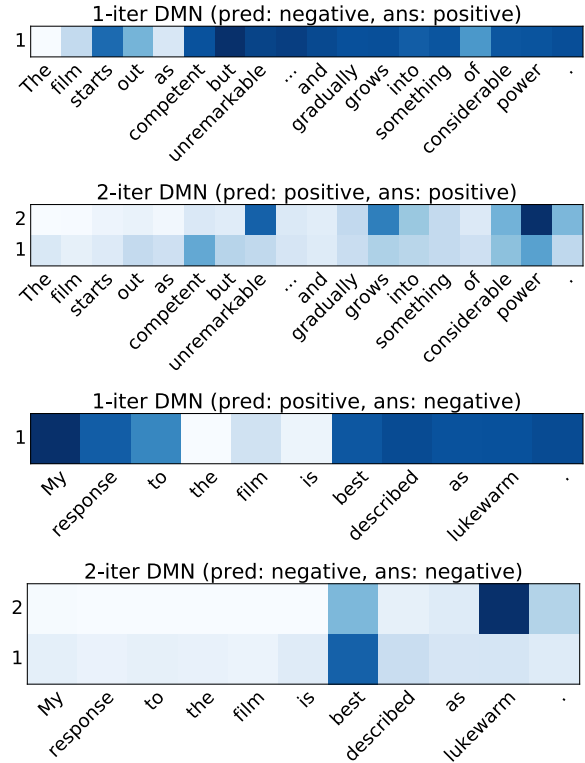 1-iter DMN (pred: negative, ans: positive)
1
The film starts out as competent but unremarkable ... and gradually grows into something of considerable power .
2-iter DMN (pred: positive, ans: positive)
2
1
The film starts out as competent but unremarkable ... and gradually grows into something of considerable power .
1-iter DMN (pred: positive, ans: negative)
1
My response to the film is best described as lukewarm .
2-iter DMN (pred: negative, ans: negative)
2
1
My response to the film is best described as lukewarm .